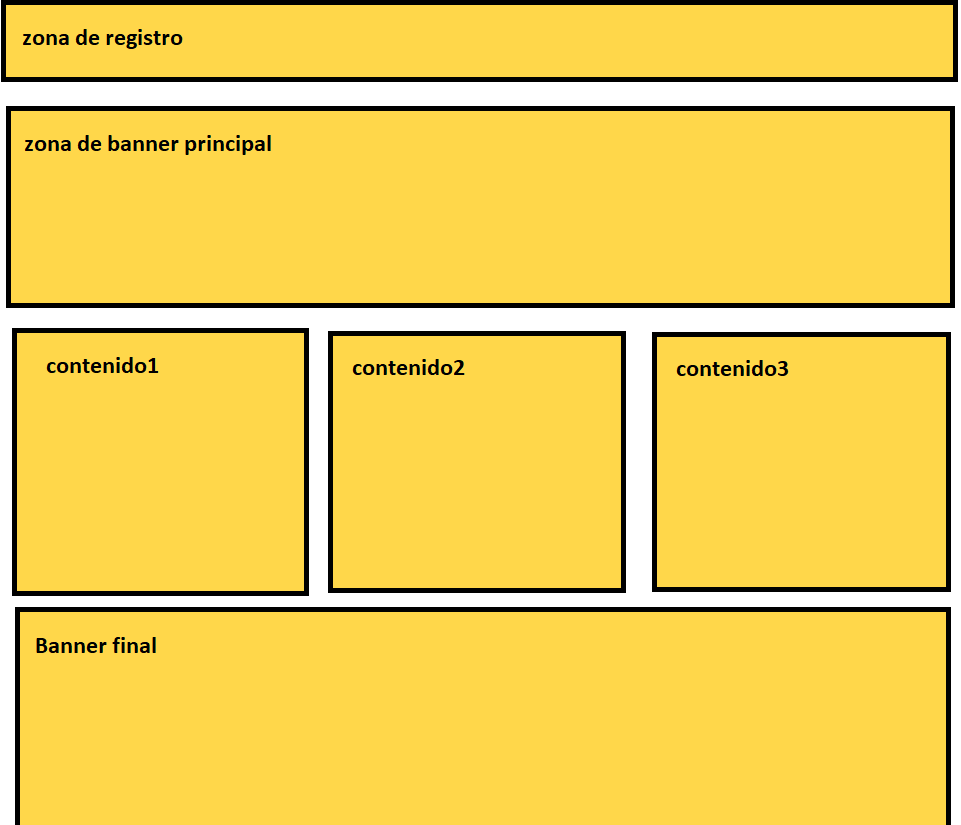 zona de registro
zona de banner principal
contenido1
contenido2
contenido3
Banner final